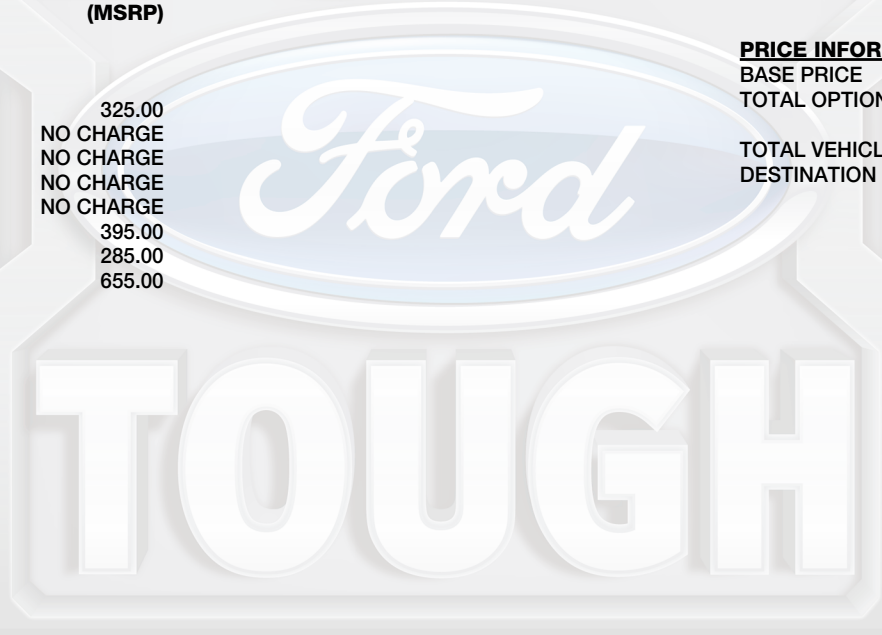 (MSRP)
325.00
NO CHARGE
NO CHARGE
NO CHARGE
NO CHARGE
395.00
285.00
655.00
PRICE INFOR
BASE PRICE
TOTAL OPTION
TOTAL VEHICL
DESTINATION
Ford
TOUGH